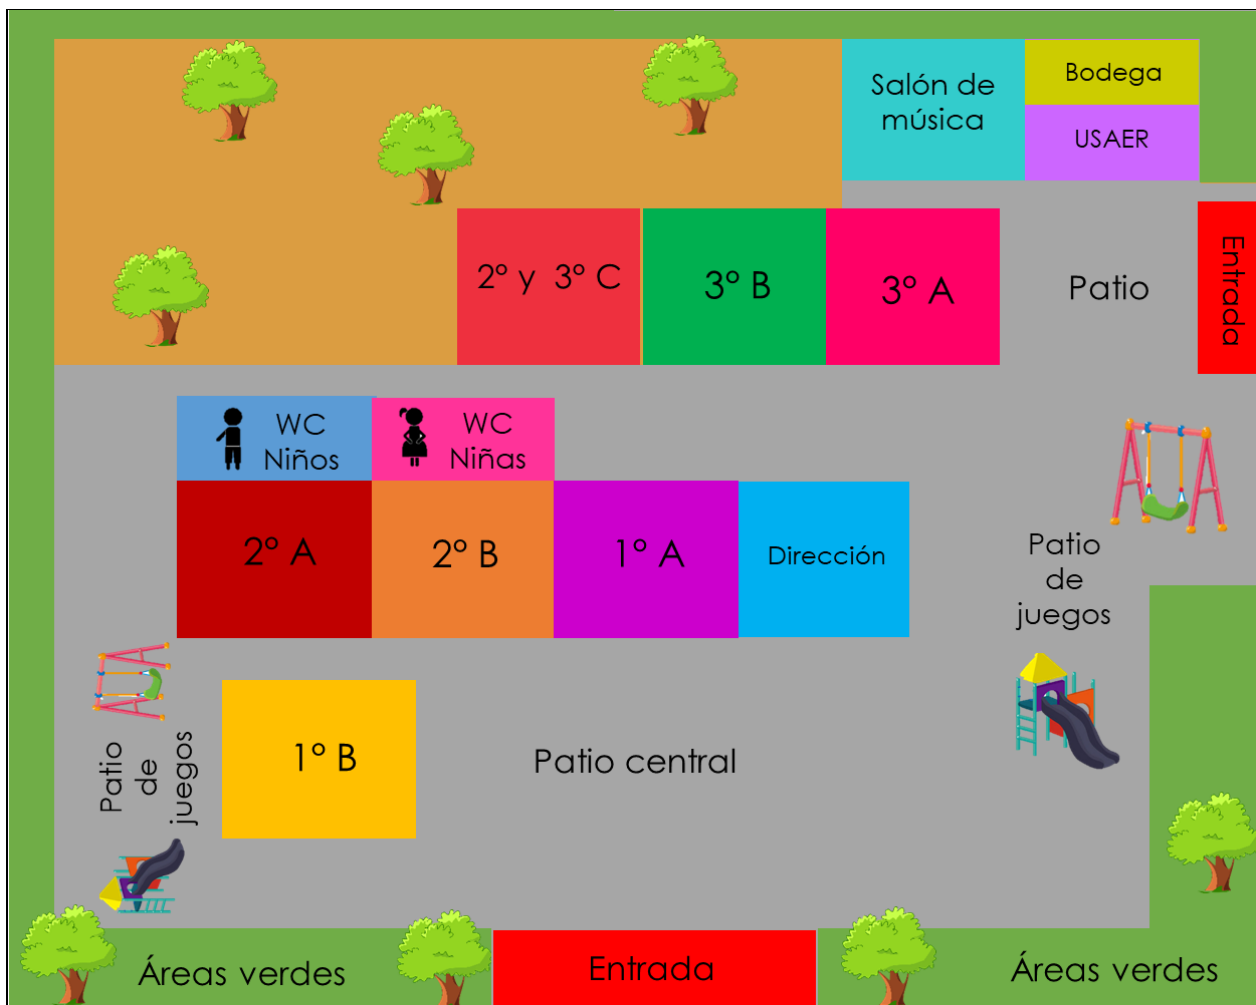 Salón de
música
Bodega
USAER
2° y 3° C
3° B
3° A
Patio
Entrada
WC
Niños
WC
Niñas
2° A
2° B
1° A
Dirección
Patio
de
juegos
Patio
de
juegos
1° B
Patio central
Áreas verdes
Entrada
Áreas verdes